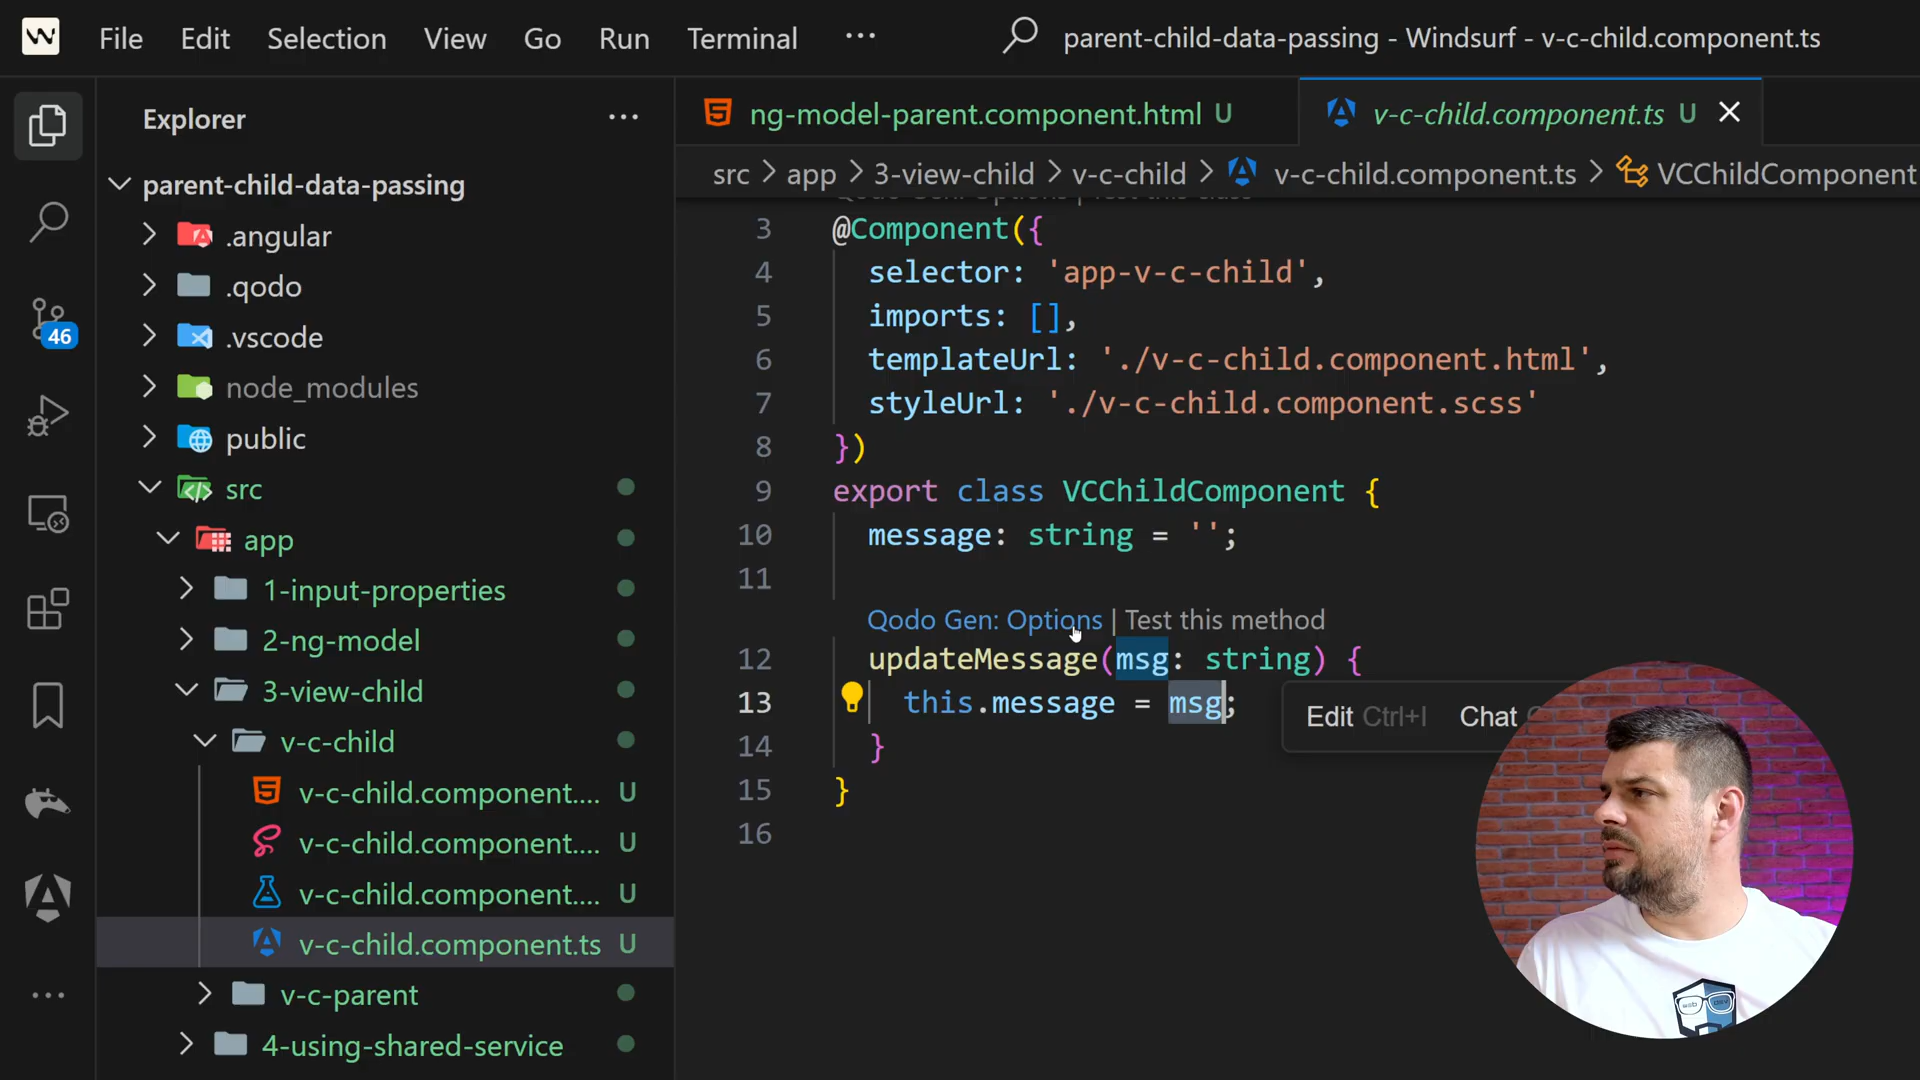 File Edit Selection View Go Run Terminal ···
parent-child-data-passing - Windsurf - v-c-child.component.ts
Explorer ···
parent-child-data-passing
.angular
.qodo
.vscode
node_modules
public
src
app
1-input-properties
2-ng-model
3-view-child
v-c-child
v-c-child.component.... U
v-c-child.component.... U
v-c-child.component.... U
v-c-child.component.ts U
v-c-parent
4-using-shared-service
46
ng-model-parent.component.html U
v-c-child.component.ts U
src > app > 3-view-child > v-c-child > v-c-child.component.ts > VCChildComponent
Qodo Gen: Options | Test this class
3 @Component({
4 selector: 'app-v-c-child',
5 imports: [],
6 templateUrl: './v-c-child.component.html',
7 styleUrl: './v-c-child.component.scss'
8 })
9 export class VCChildComponent {
10 message: string = '';
11
Qodo Gen: Options | Test this method
12 updateMessage(msg: string) {
13 this.message = msg;
14 }
15 }
16
Edit Ctrl+I Chat